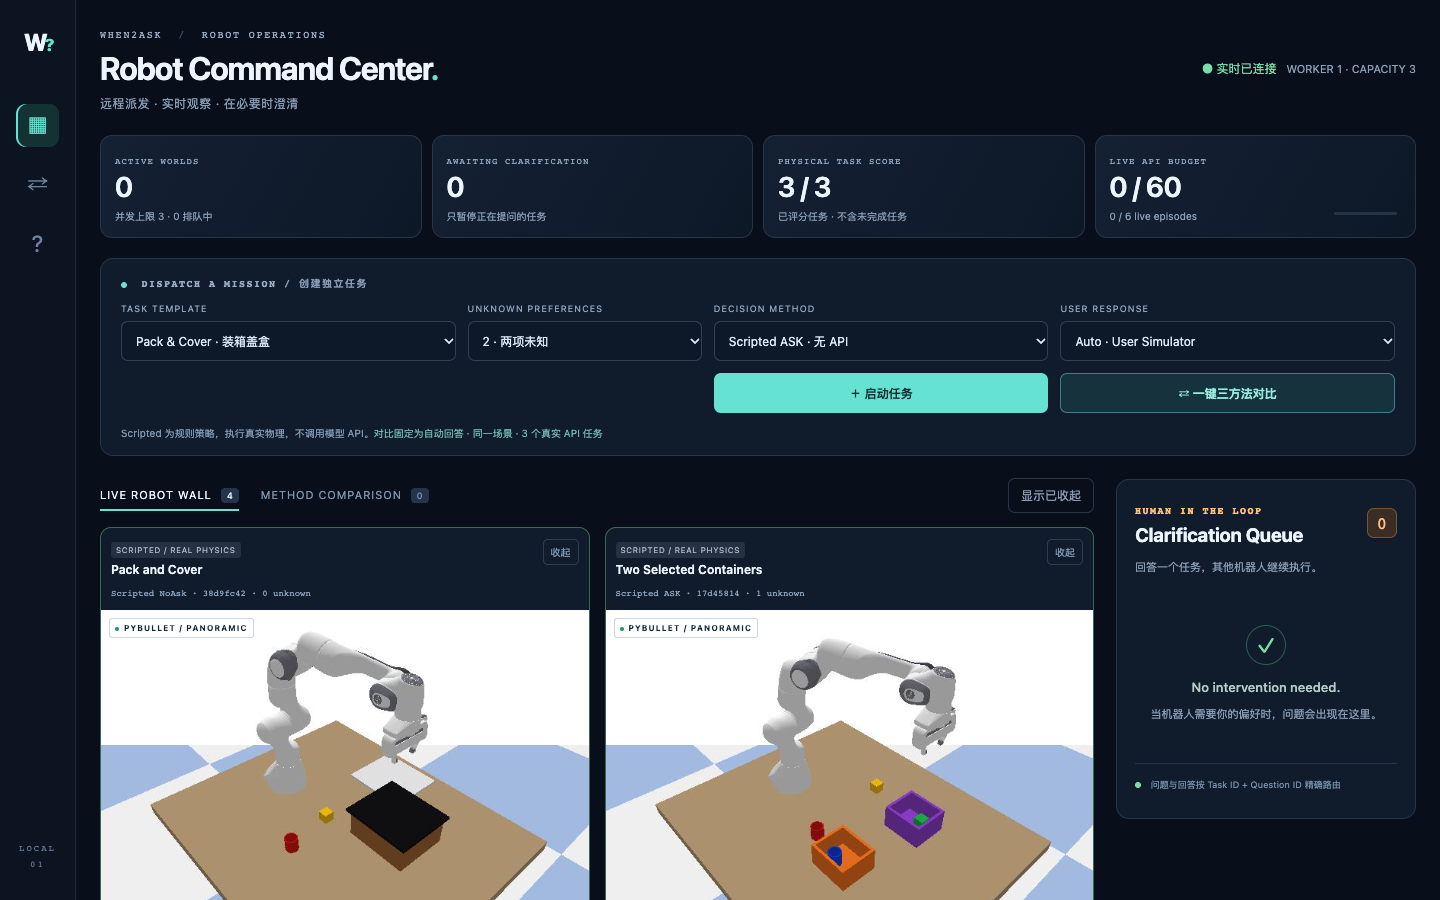 W?
WHEN2ASK / ROBOT OPERATIONS
Robot Command Center.
远程派发 · 实时观察 · 在必要时澄清
实时已连接 WORKER 1 · CAPACITY 3
ACTIVE WORLDS
0
并发上限 3 · 0 排队中
AWAITING CLARIFICATION
0
只暂停正在提问的任务
PHYSICAL TASK SCORE
3 / 3
已评分任务 · 不含未完成任务
LIVE API BUDGET
0 / 60
0 / 6 live episodes
?
DISPATCH A MISSION / 创建独立任务
TASK TEMPLATE
Pack & Cover · 装箱盖盒
UNKNOWN PREFERENCES
2 · 两项未知
DECISION METHOD
Scripted ASK · 无 API
USER RESPONSE
Auto · User Simulator
+ 启动任务
⇄ 一键三方法对比
Scripted 为规则策略，执行真实物理，不调用模型 API。对比固定为自动回答 · 同一场景 · 3 个真实 API 任务
LIVE ROBOT WALL 4
METHOD COMPARISON 0
显示已收起
SCRIPTED / REAL PHYSICS
收起
Pack and Cover
Scripted NoAsk · 38d9fc42 · 0 unknown
PYBULLET / PANORAMIC
SCRIPTED / REAL PHYSICS
收起
Two Selected Containers
Scripted ASK · 17d45814 · 1 unknown
PYBULLET / PANORAMIC
HUMAN IN THE LOOP
Clarification Queue
0
回答一个任务，其他机器人继续执行。
No intervention needed.
当机器人需要你的偏好时，问题会出现在这里。
问题与回答按 Task ID + Question ID 精确路由
LOCAL
01